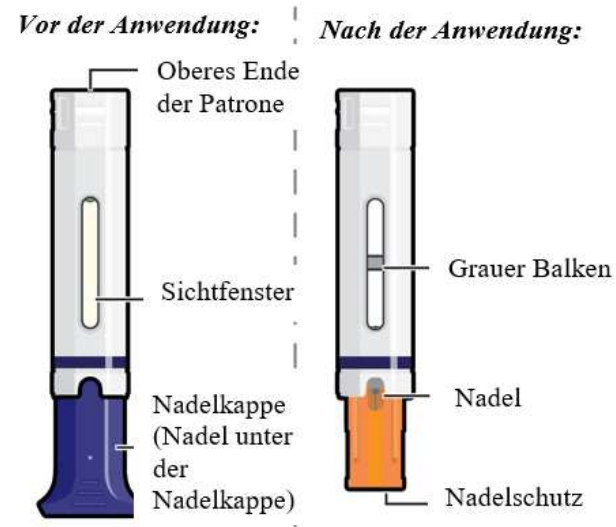 Vor der Anwendung:
Oberes Ende
der Patrone
Sichtfenster
Nadelkappe
(Nadel unter
der
Nadelkappe)
Nach der Anwendung:
Grauer Balken
Nadel
Nadelschutz